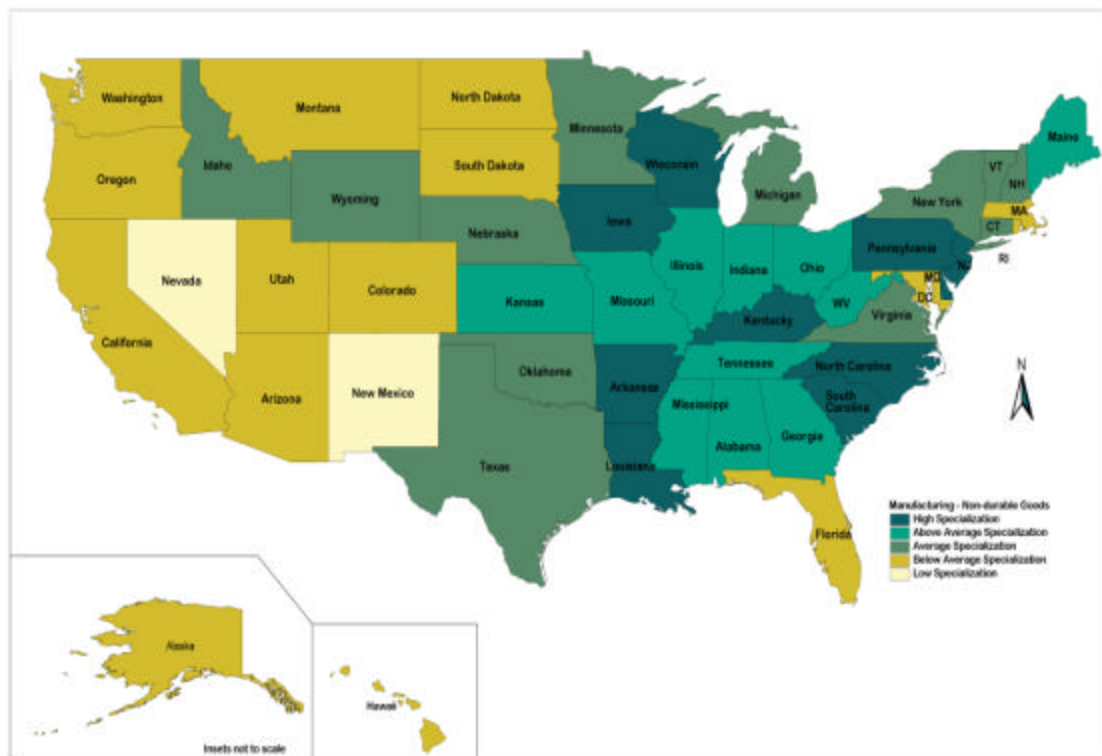 Washington
Montana
North Dakota
Minnesota
Maine
Oregon
Idaho
South Dakota
Wisconsin
VT
NH
Wyoming
Michigan
New York
MA
Iowa
CT
Nebraska
Pennsylvania
RI
Nevada
Utah
Colorado
Illinois
Indiana
Ohio
NJ
MD
Kansas
Missouri
WV
DC
California
Kentucky
Virginia
Tennessee
North Carolina
Oklahoma
Arkansas
N
Arizona
New Mexico
South
Carolina
Mississippi
Alabama
Georgia
Texas
Louisiana
Florida
Manufacturing - Non-durable Goods
High Specialization
Above Average Specialization
Average Specialization
Below Average Specialization
Low Specialization
Alaska
Hawaii
Insets not to scale